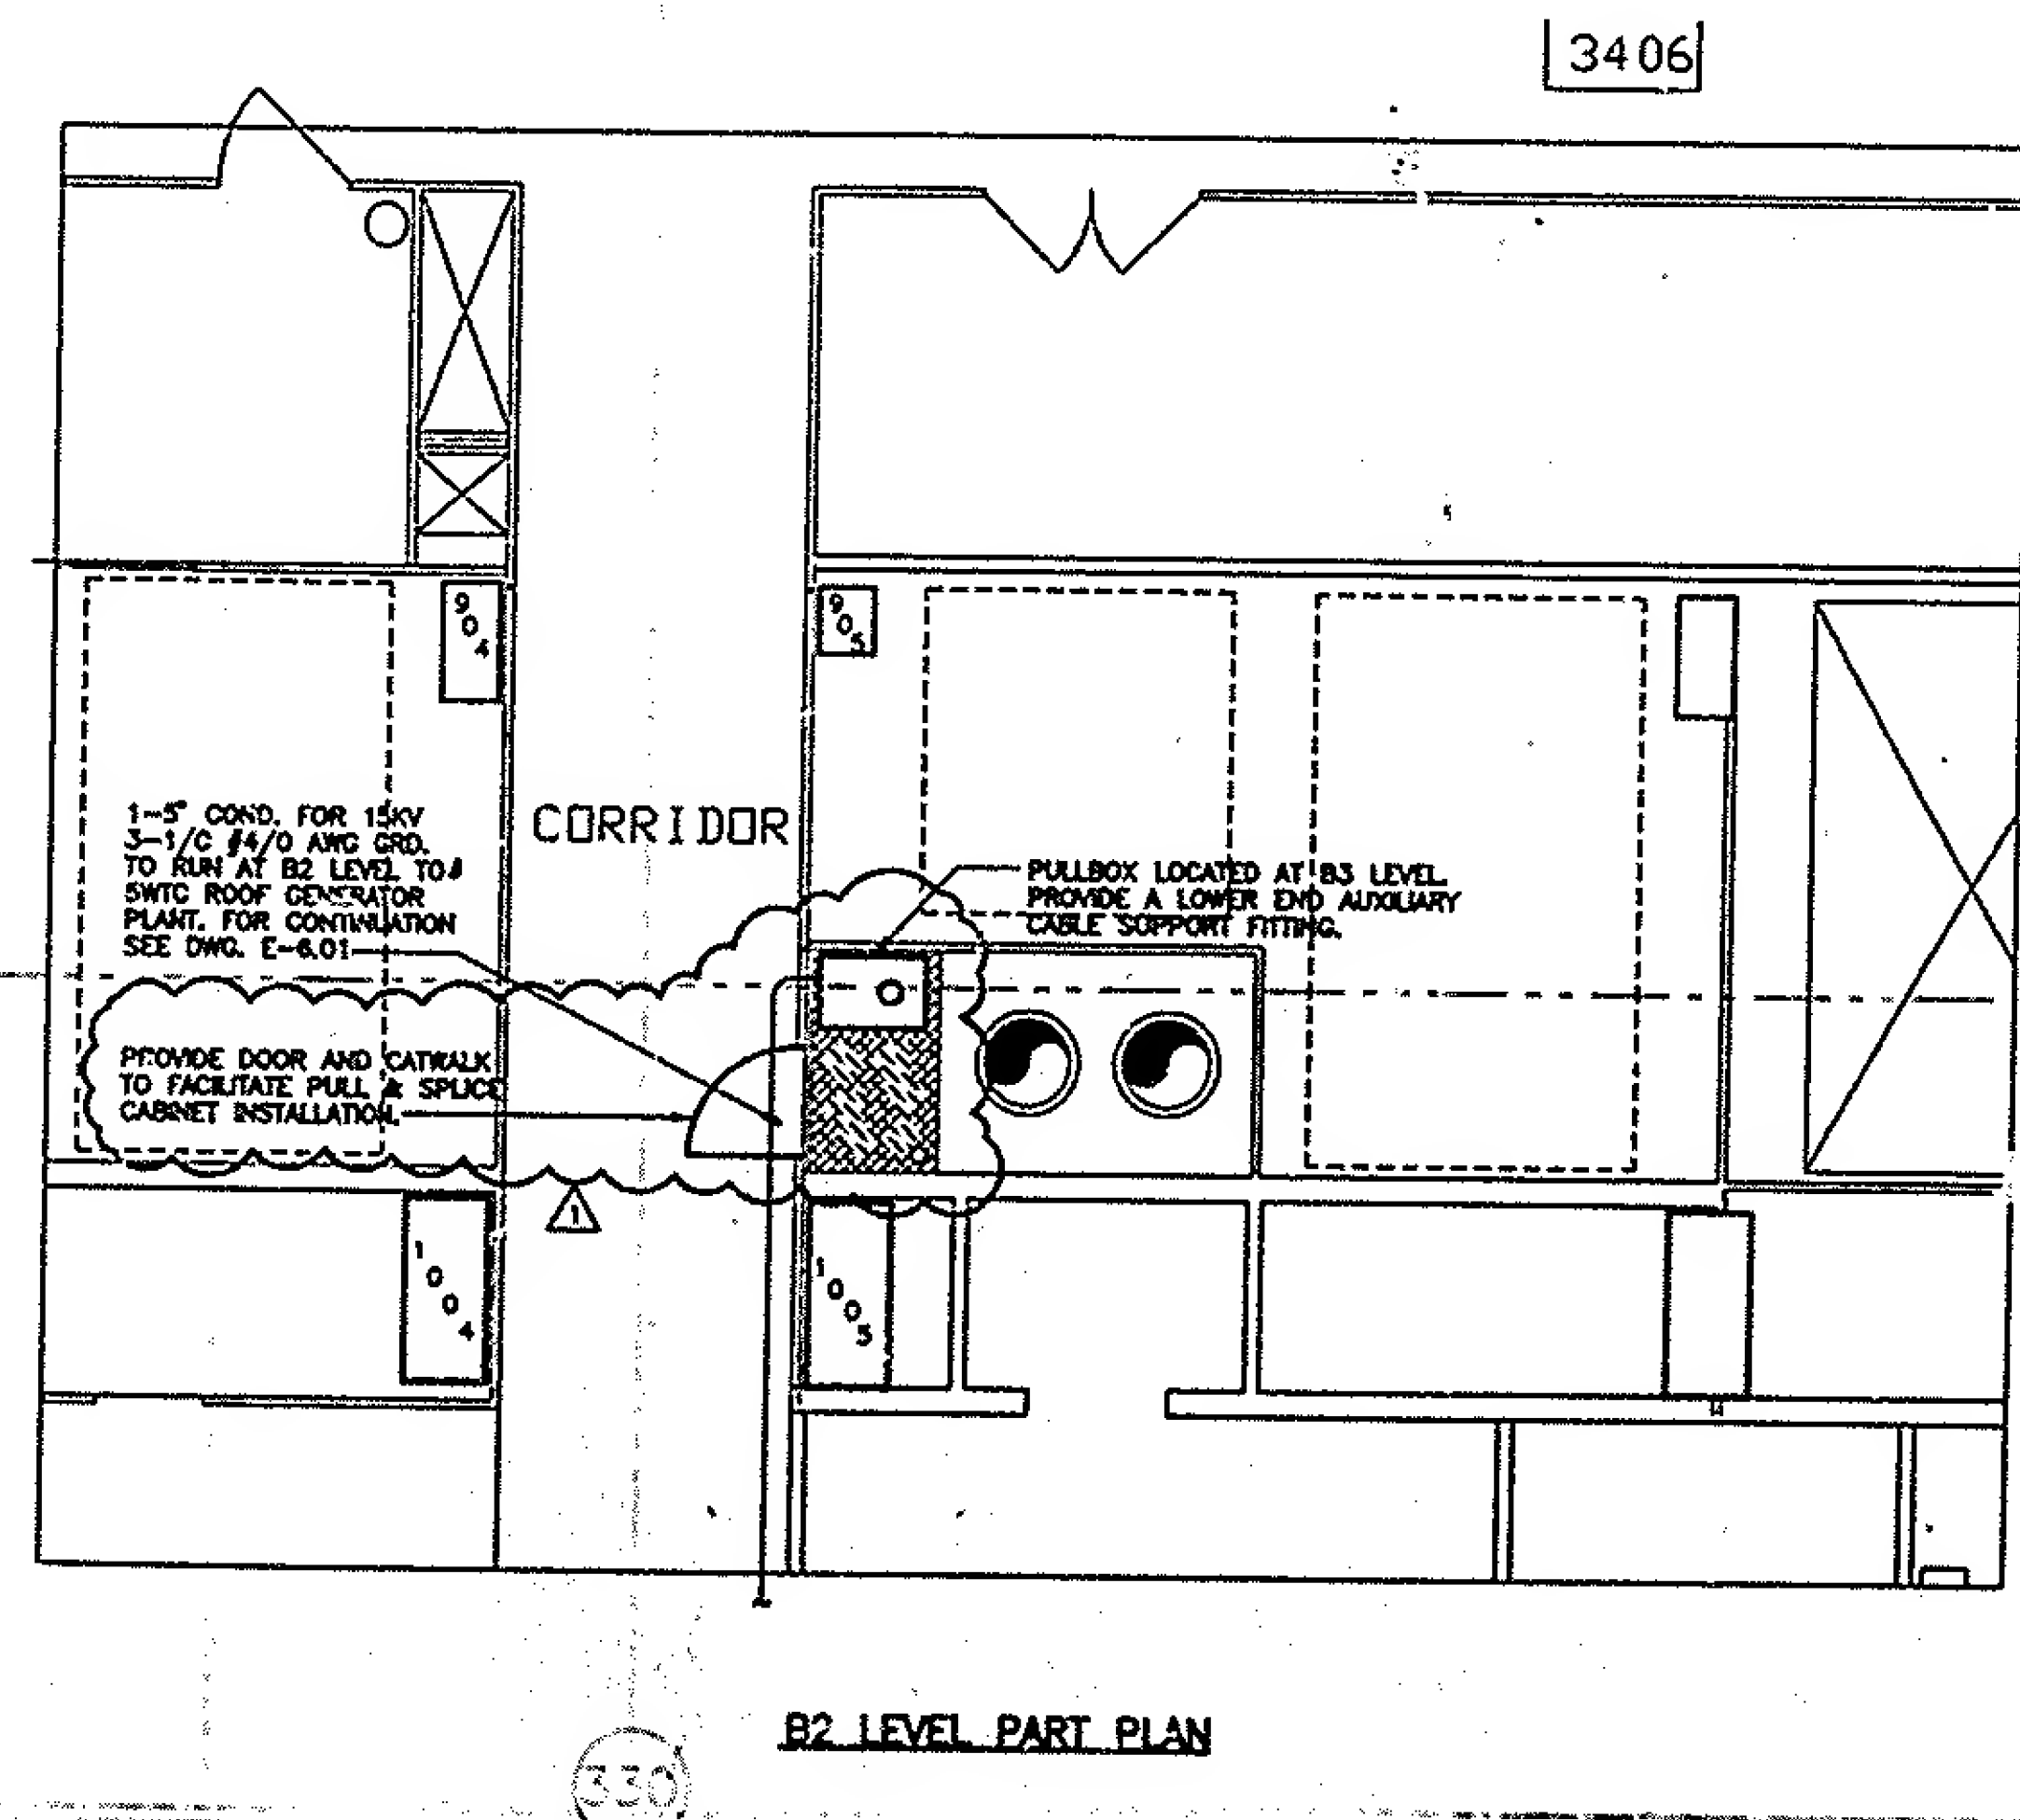 3406
904
905
1-5" COND. FOR 15KV
3-1/C #4/0 AWG GRD.
TO RUN AT B2 LEVEL TO
5WTC ROOF GENERATOR
PLANT. FOR CONTINUATION
SEE DWG. E-6.01
CORRIDOR
PULLBOX LOCATED AT B3 LEVEL.
PROVIDE A LOWER END AUXILIARY
CABLE SUPPORT FITTING.
PROVIDE DOOR AND CATWALK
TO FACILITATE PULL & SPLICE
CABINET INSTALLATION.
1
1004
1005
B2 LEVEL PART PLAN
330